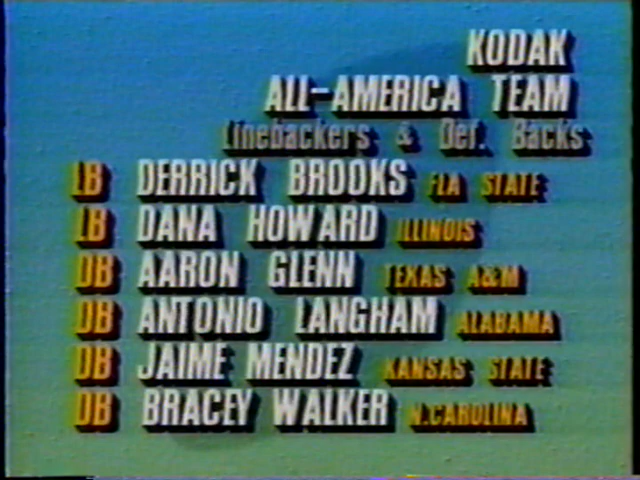 KODAK
ALL-AMERICA TEAM
Linebackers & Def. Backs
LB DERRICK BROOKS FLA STATE
LB DANA HOWARD ILLINOIS
DB AARON GLENN TEXAS A&M
DB ANTONIO LANGHAM ALABAMA
DB JAIME MENDEZ KANSAS STATE
DB BRACEY WALKER N.CAROLINA